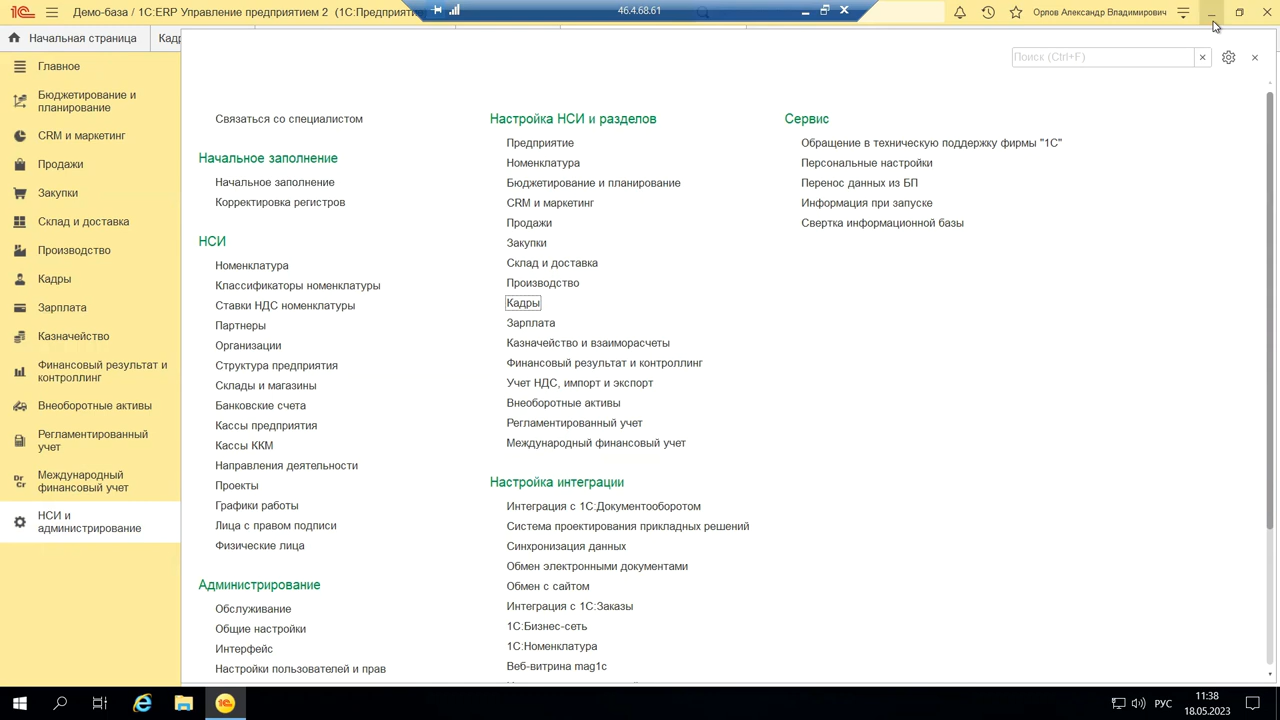 Демо-база / 1С:ERP Управление предприятием 2 (1С:Предприяти
46.4.68.61
Орлов Александр Владимирович
Начальная страница
Кадр
Поиск (Ctrl+F)
Главное
Бюджетирование и
планирование
CRM и маркетинг
Продажи
Закупки
Склад и доставка
Производство
Кадры
Зарплата
Казначейство
Финансовый результат и
контроллинг
Внеоборотные активы
Регламентированный
учет
Международный
финансовый учет
НСИ и
администрирование
Связаться со специалистом
Начальное заполнение
Начальное заполнение
Корректировка регистров
НСИ
Номенклатура
Классификаторы номенклатуры
Ставки НДС номенклатуры
Партнеры
Организации
Структура предприятия
Склады и магазины
Банковские счета
Кассы предприятия
Кассы ККМ
Направления деятельности
Проекты
Графики работы
Лица с правом подписи
Физические лица
Администрирование
Обслуживание
Общие настройки
Интерфейс
Настройки пользователей и прав
Настройка НСИ и разделов
Предприятие
Номенклатура
Бюджетирование и планирование
CRM и маркетинг
Продажи
Закупки
Склад и доставка
Производство
Кадры
Зарплата
Казначейство и взаиморасчеты
Финансовый результат и контроллинг
Учет НДС, импорт и экспорт
Внеоборотные активы
Регламентированный учет
Международный финансовый учет
Настройка интеграции
Интеграция с 1С:Документооборотом
Система проектирования прикладных решений
Синхронизация данных
Обмен электронными документами
Обмен с сайтом
Интеграция с 1С:Заказы
1С:Бизнес-сеть
1С:Номенклатура
Веб-витрина mag1c
Сервис
Обращение в техническую поддержку фирмы "1С"
Персональные настройки
Перенос данных из БП
Информация при запуске
Свертка информационной базы
РУС
11:38
18.05.2023